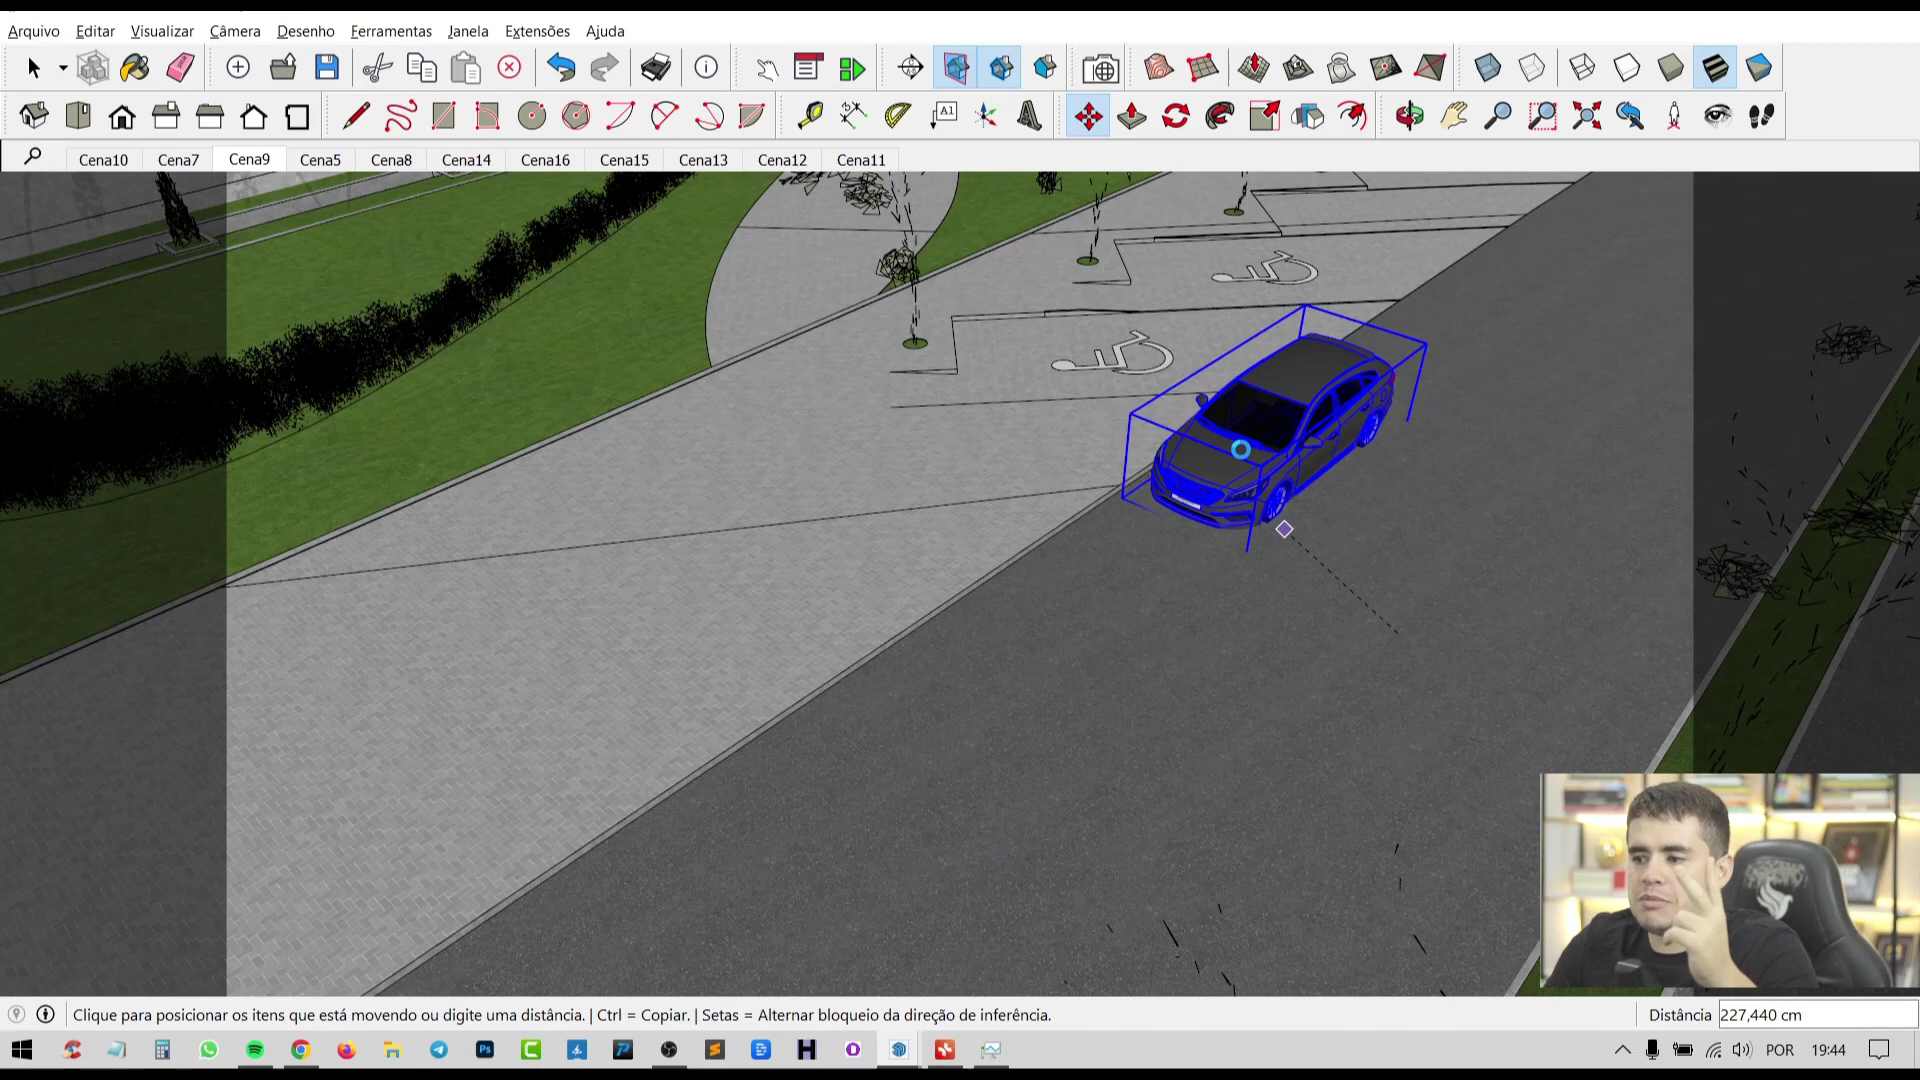 Arquivo Editar Visualizar Câmera Desenho Ferramentas Janela Extensões Ajuda
A1
Cena10 Cena7 Cena9 Cena5 Cena8 Cena14 Cena16 Cena15 Cena13 Cena12 Cena11
Clique para posicionar os itens que está movendo ou digite uma distância. | Ctrl = Copiar. | Setas = Alternar bloqueio da direção de inferência.
Distância 227,440 cm
Ps
POR 19:44